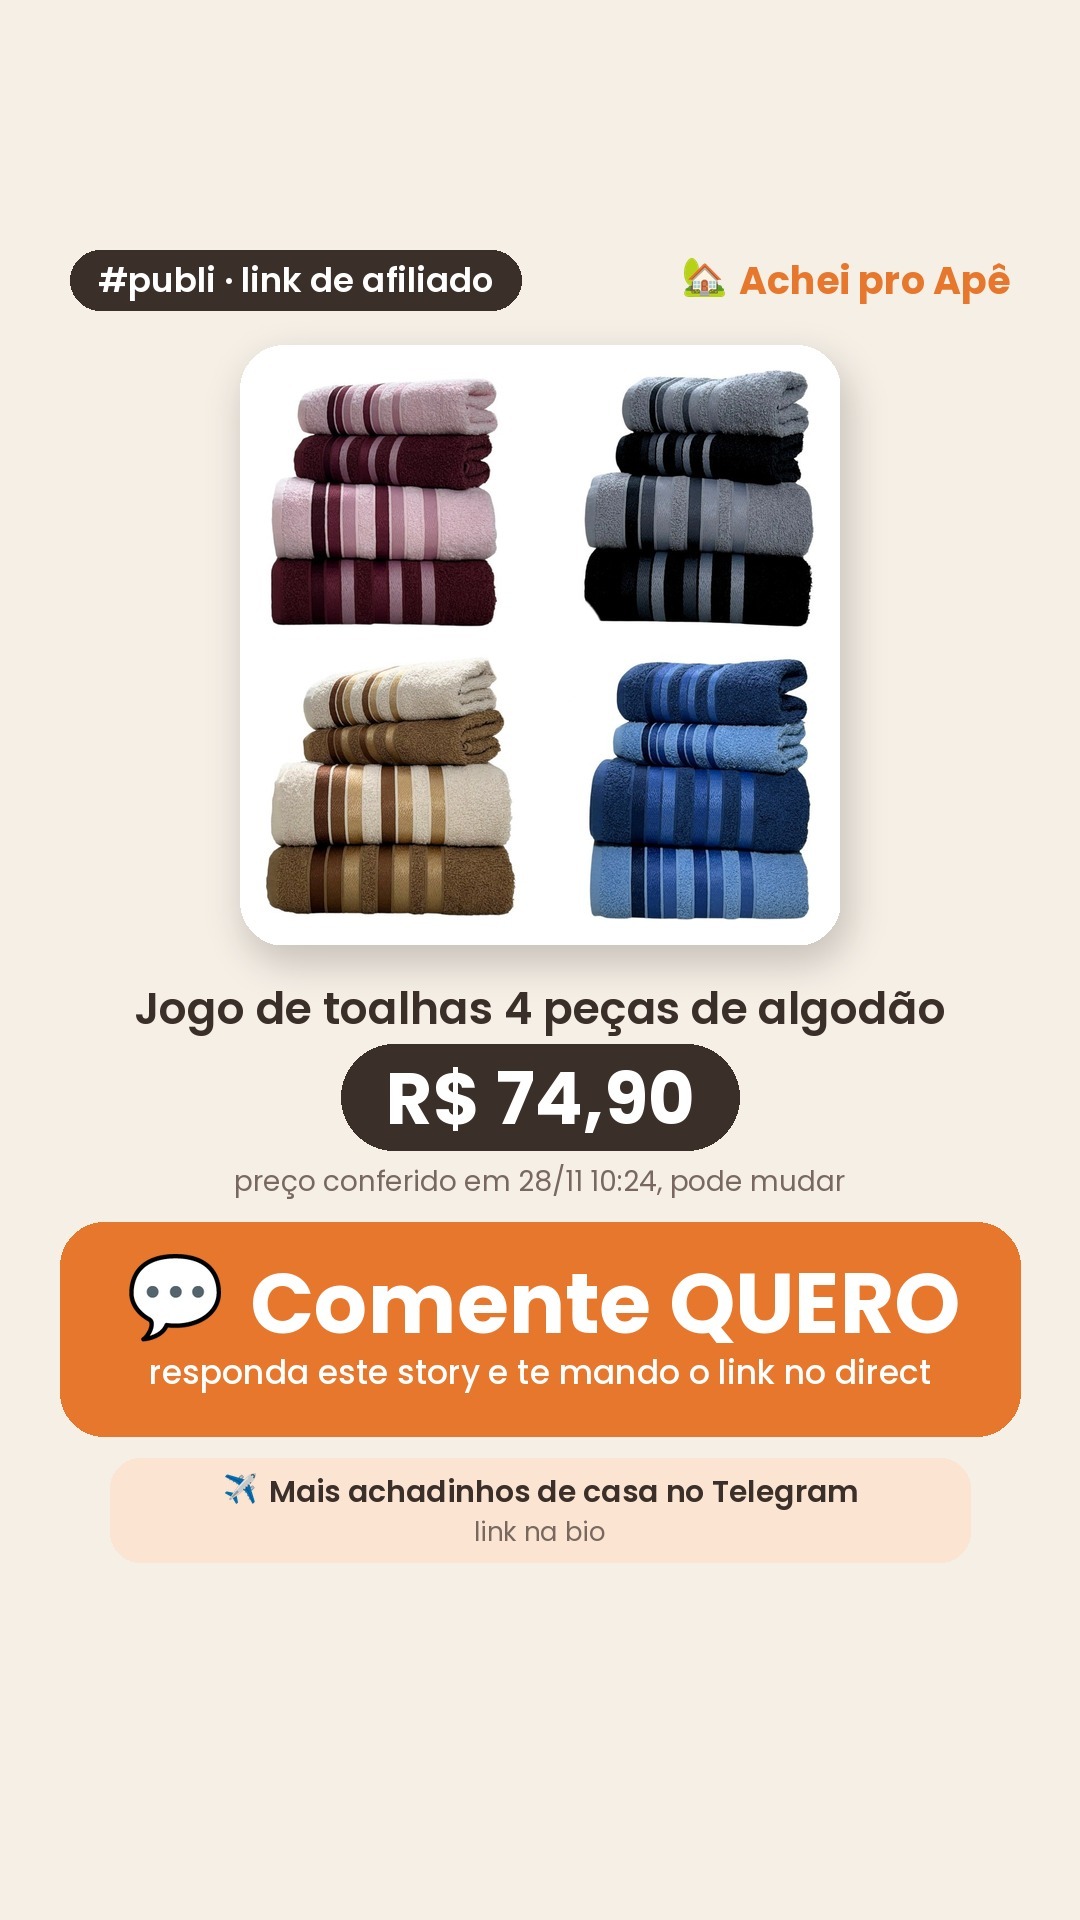 #publi · link de afiliado
🏡 Achei pro Apê
Jogo de toalhas 4 peças de algodão
R$ 74,90
preço conferido em 28/11 10:24, pode mudar
💬 Comente QUERO
responda este story e te mando o link no direct
✈️ Mais achadinhos de casa no Telegram
link na bio